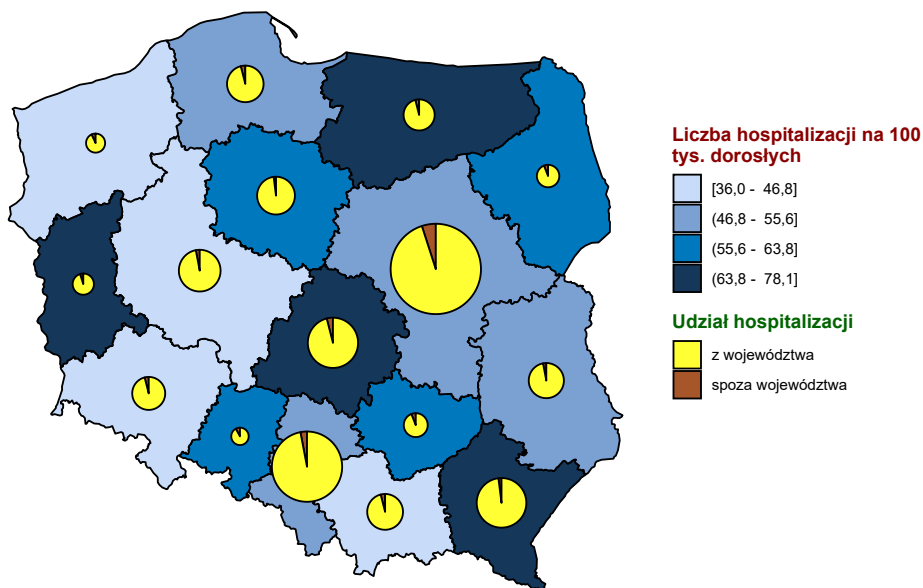 Liczba hospitalizacji na 100
tys. dorosłych
[36,0 - 46,8]
(46,8 - 55,6]
(55,6 - 63,8]
(63,8 - 78,1]
Udział hospitalizacji
z województwa
spoza województwa